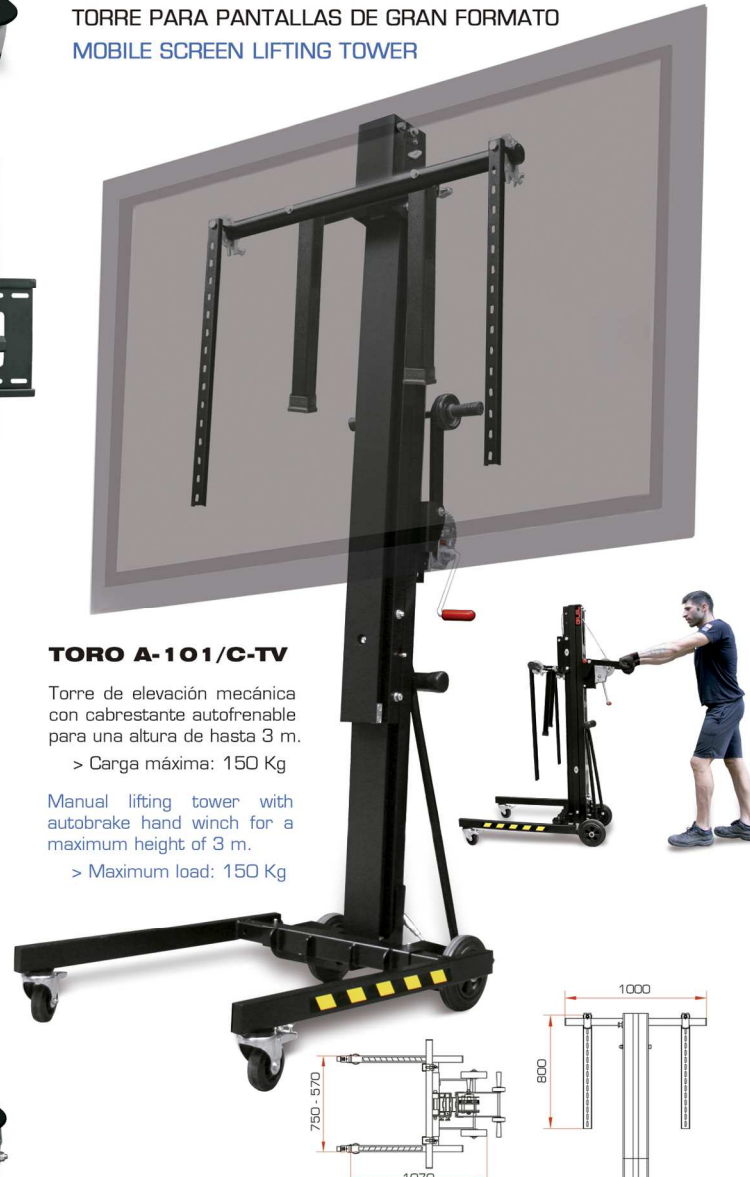 TORRE PARA PANTALLAS DE GRAN FORMATO
MOBILE SCREEN LIFTING TOWER
TORO A-101/C-TV
Torre de elevación mecánica
con cabrestante autofrenable
para una altura de hasta 3 m.
> Carga máxima: 150 Kg
Manual lifting tower with
autobrake hand winch for a
maximum height of 3 m.
> Maximum load: 150 Kg
1000
800
750 - 570